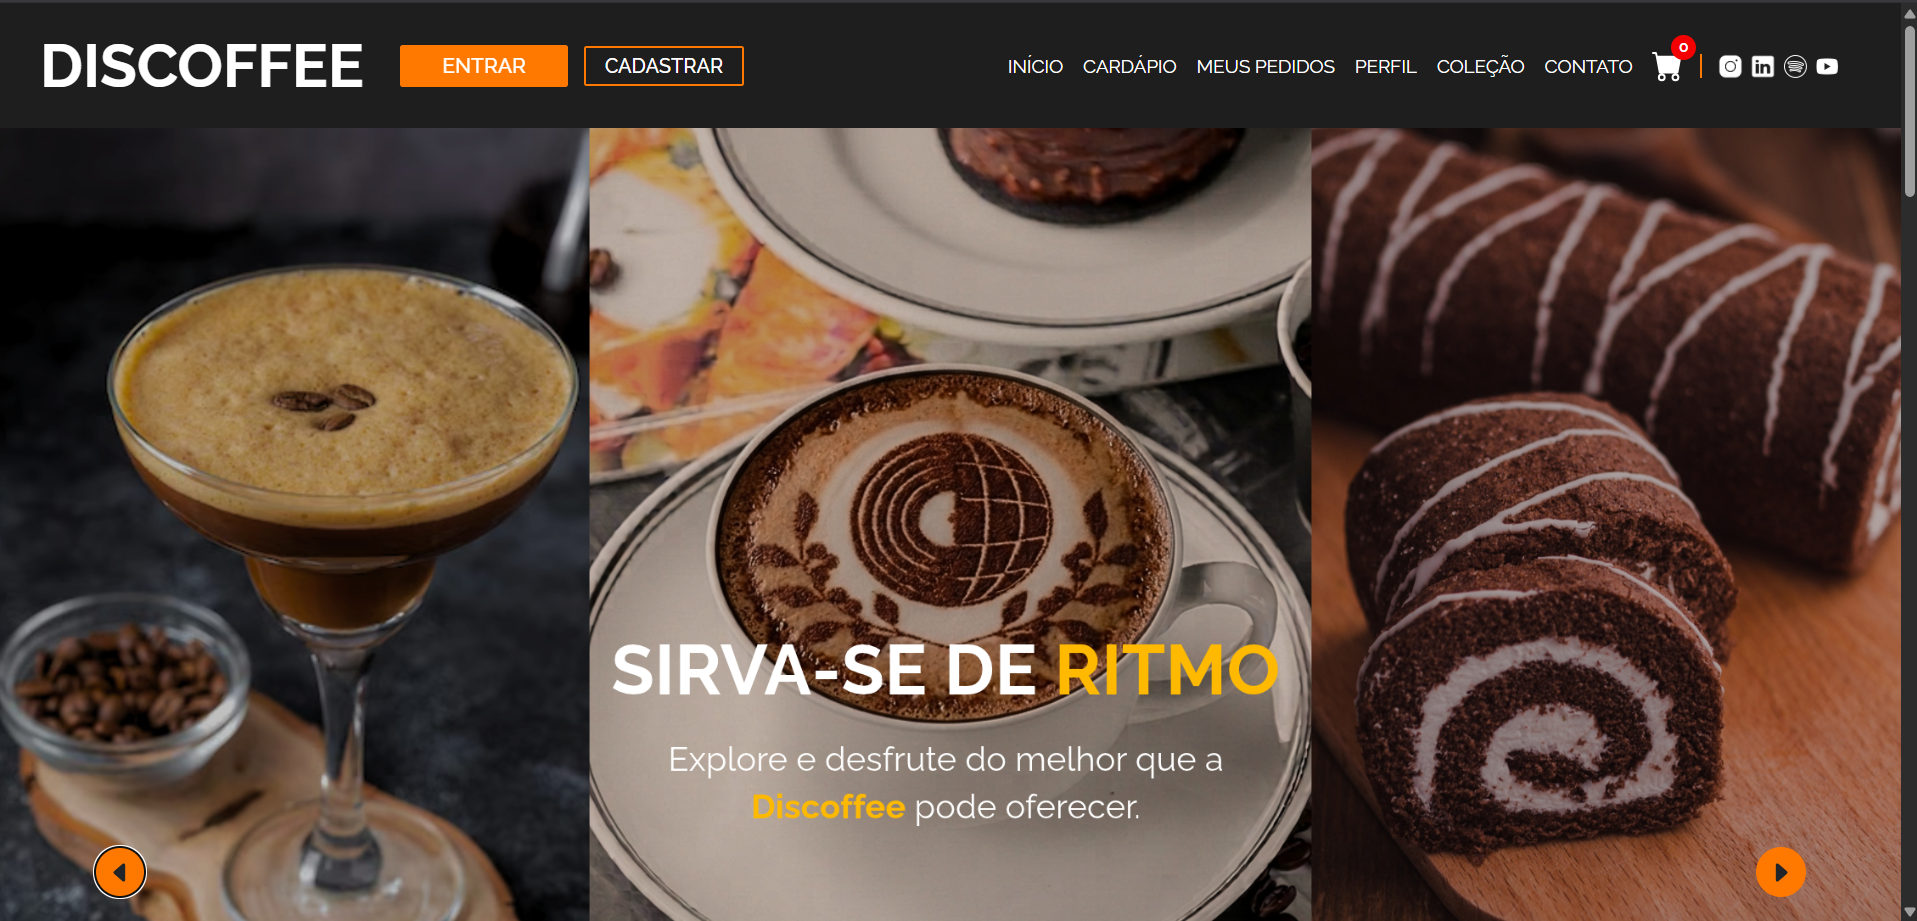 DISCOFFEE
ENTRAR
CADASTRAR
INÍCIO
CARDÁPIO
MEUS PEDIDOS
PERFIL
COLEÇÃO
CONTATO
0
SIRVA-SE DE RITMO
Explore e desfrute do melhor que a
Discoffee pode oferecer.